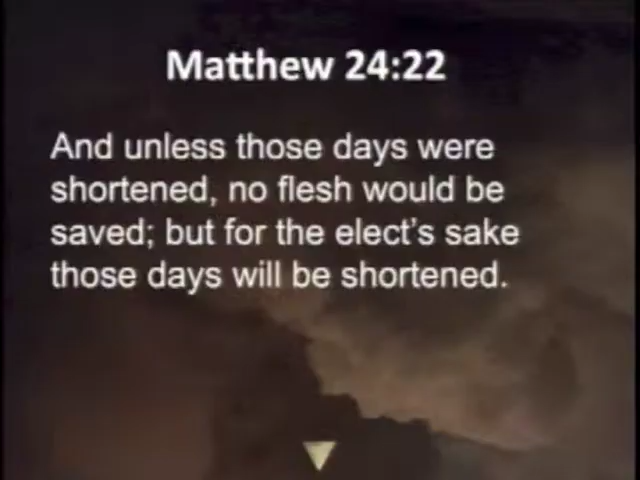 Matthew 24:22
And unless those days were
shortened, no flesh would be
saved; but for the elect's sake
those days will be shortened.